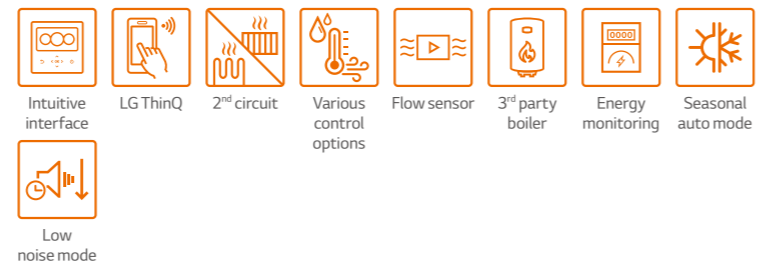 Intuitive
interface
LG ThinQ
2nd circuit
Various
control
options
Flow sensor
3rd party
boiler
0000
Energy
monitoring
Seasonal
auto mode
Low
noise mode